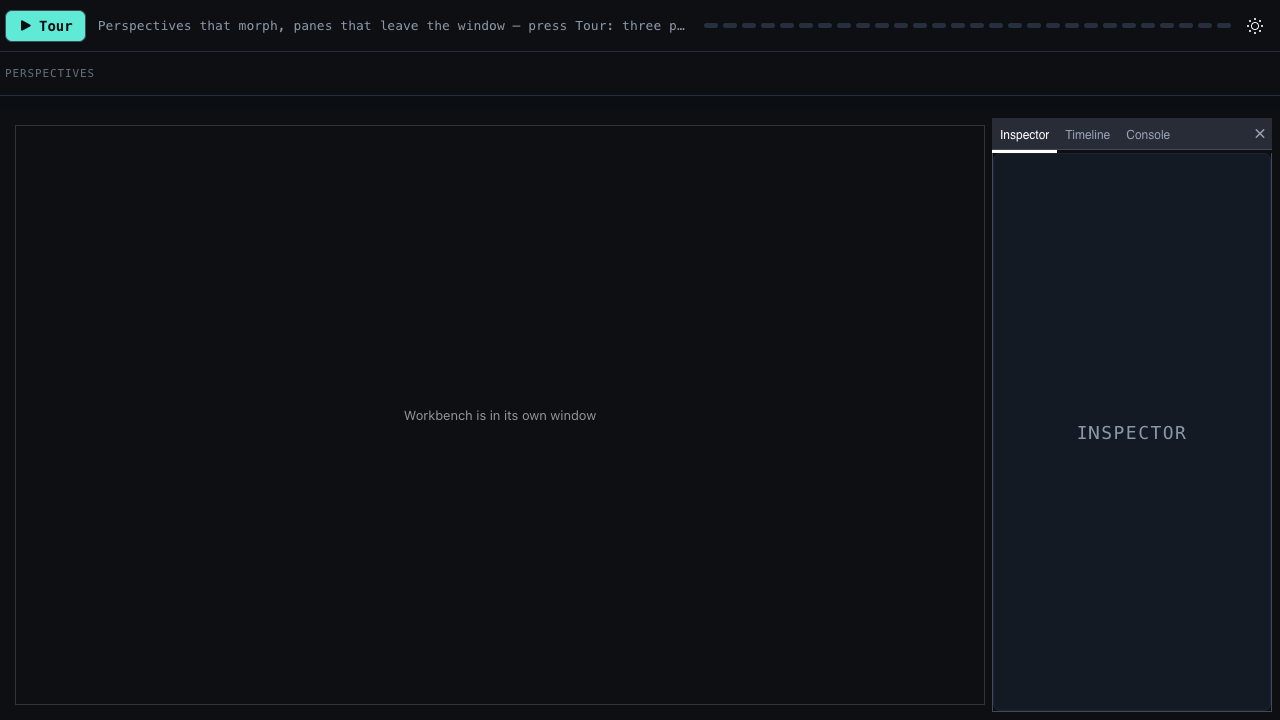 Tour
Perspectives that morph, panes that leave the window — press Tour: three p…
PERSPECTIVES
Inspector Timeline Console
Workbench is in its own window
INSPECTOR